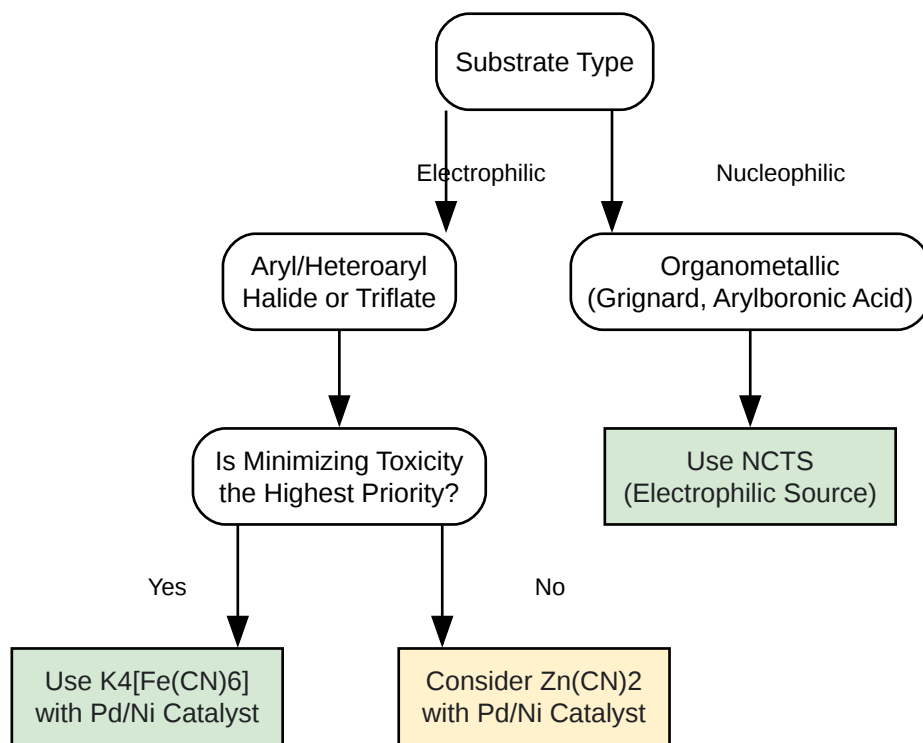 Substrate Type
Electrophilic
Nucleophilic
Aryl/Heteroaryl
Halide or Triflate
Organometallic
(Grignard, Arylboronic Acid)
Is Minimizing Toxicity
the Highest Priority?
Use NCTS
(Electrophilic Source)
Yes
No
Use K4[Fe(CN)6]
with Pd/Ni Catalyst
Consider Zn(CN)2
with Pd/Ni Catalyst